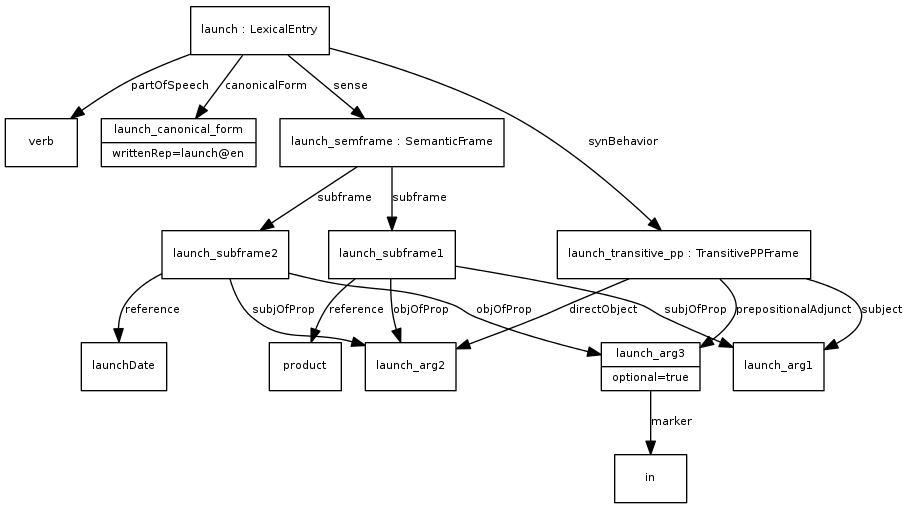 launch : LexicalEntry
partOfSpeech
canonicalForm
sense
verb
launch_canonical_form
writtenRep=launch@en
launch_semframe : SemanticFrame
synBehavior
subframe
subframe
launch_subframe2
launch_subframe1
launch_transitive_pp : TransitivePPFrame
reference
subjOfProp
reference
objOfProp
objOfProp
directObject
subjOfProp
prepositionalAdjunct
subject
launchDate
product
launch_arg2
launch_arg3
optional=true
launch_arg1
marker
in